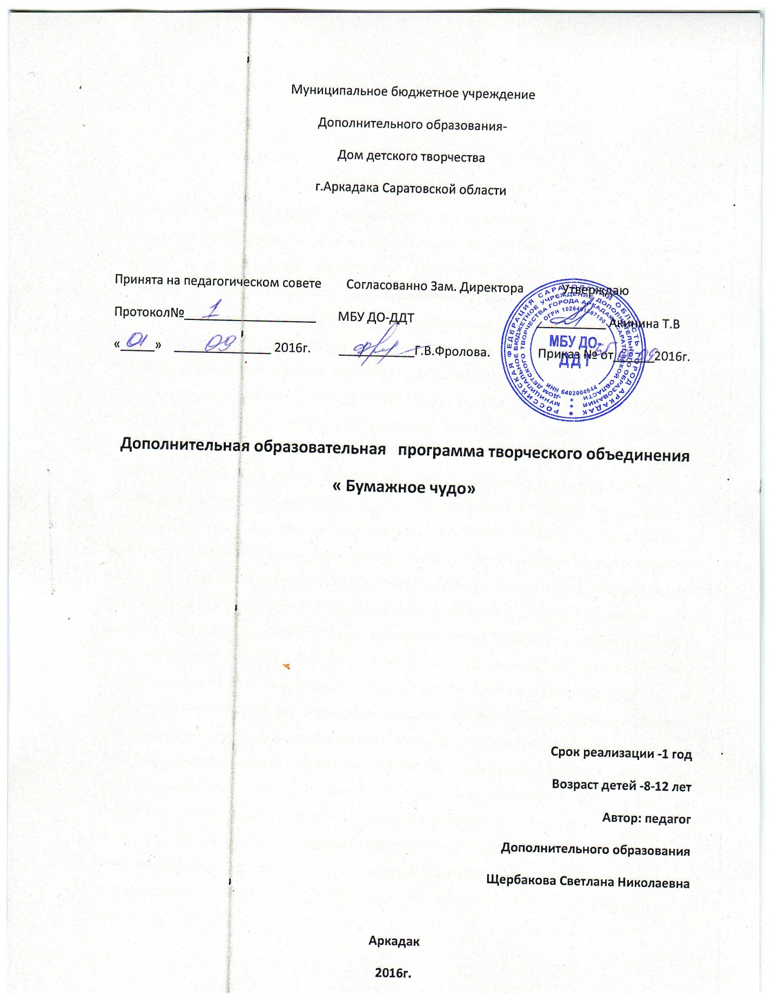 Муниципальное бюджетное учреждение
Дополнительного образования-
Дом детского творчества
г.Аркадака Саратовской области
Принята на педагогическом совете Согласованно Зам. Директора Утверждаю
Протокол№ 1 МБУ ДО-ДДТ Акинина Т.В
« 01 » 09 2016г. Г.В.Фролова. Приказ № от 2016г.
РОССИЙСКАЯ ФЕДЕРАЦИЯ САРАТОВСКАЯ ОБЛАСТЬ ГОРОД АРКАДАК
МУНИЦИПАЛЬНОЕ БЮДЖЕТНОЕ УЧРЕЖДЕНИЕ ДОПОЛНИТЕЛЬНОГО ОБРАЗОВАНИЯ
-ДОМ ДЕТСКОГО ТВОРЧЕСТВА ГОРОДА АРКАДАКА САРАТОВСКОЙ ОБЛАСТИ
ОГРН
МБУ ДО-
ДДТ
ИНН 6402004944
Дополнительная образовательная программа творческого объединения
« Бумажное чудо»
Срок реализации -1 год
Возраст детей -8-12 лет
Автор: педагог
Дополнительного образования
Щербакова Светлана Николаевна
Аркадак
2016г.